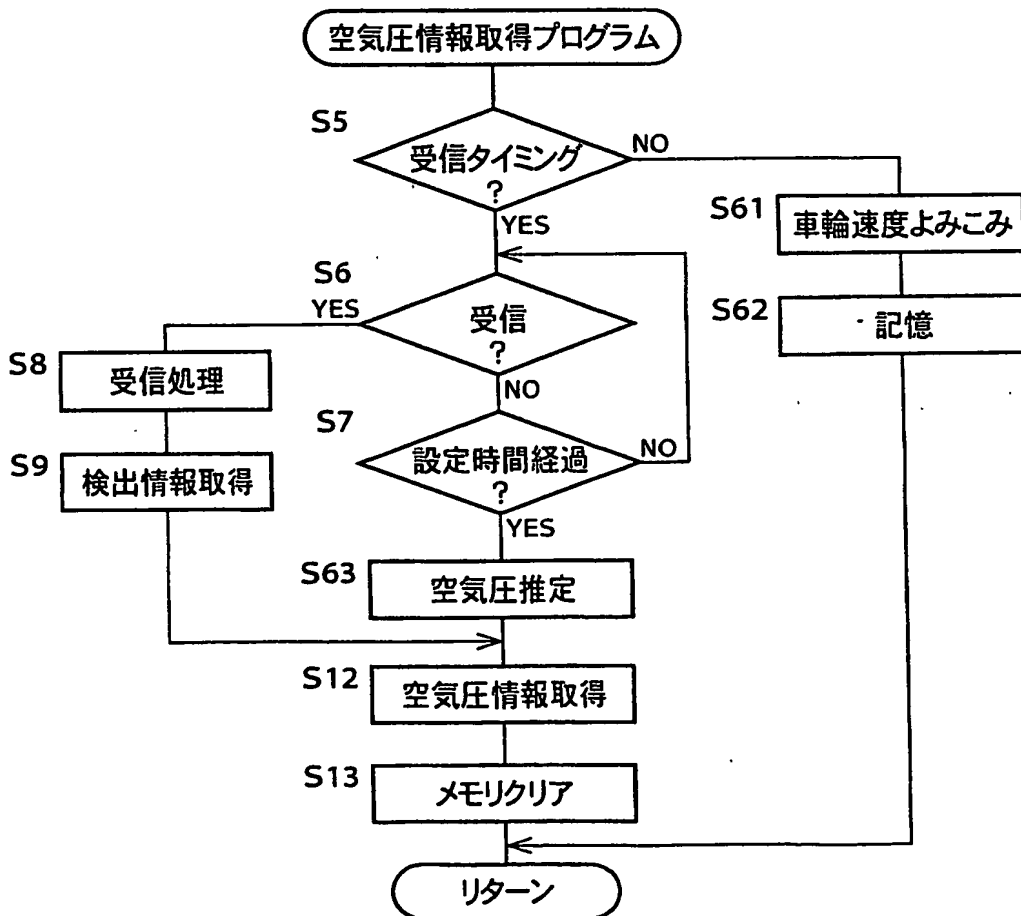 空気圧情報取得プログラム
S5
受信タイミング
?
NO
YES
S61
車輪速度よみこみ
S62
記憶
S6
YES
受信
?
NO
S8
受信処理
S7
設定時間経過
?
NO
YES
S9
検出情報取得
S63
空気圧推定
S12
空気圧情報取得
S13
メモリクリア
リターン